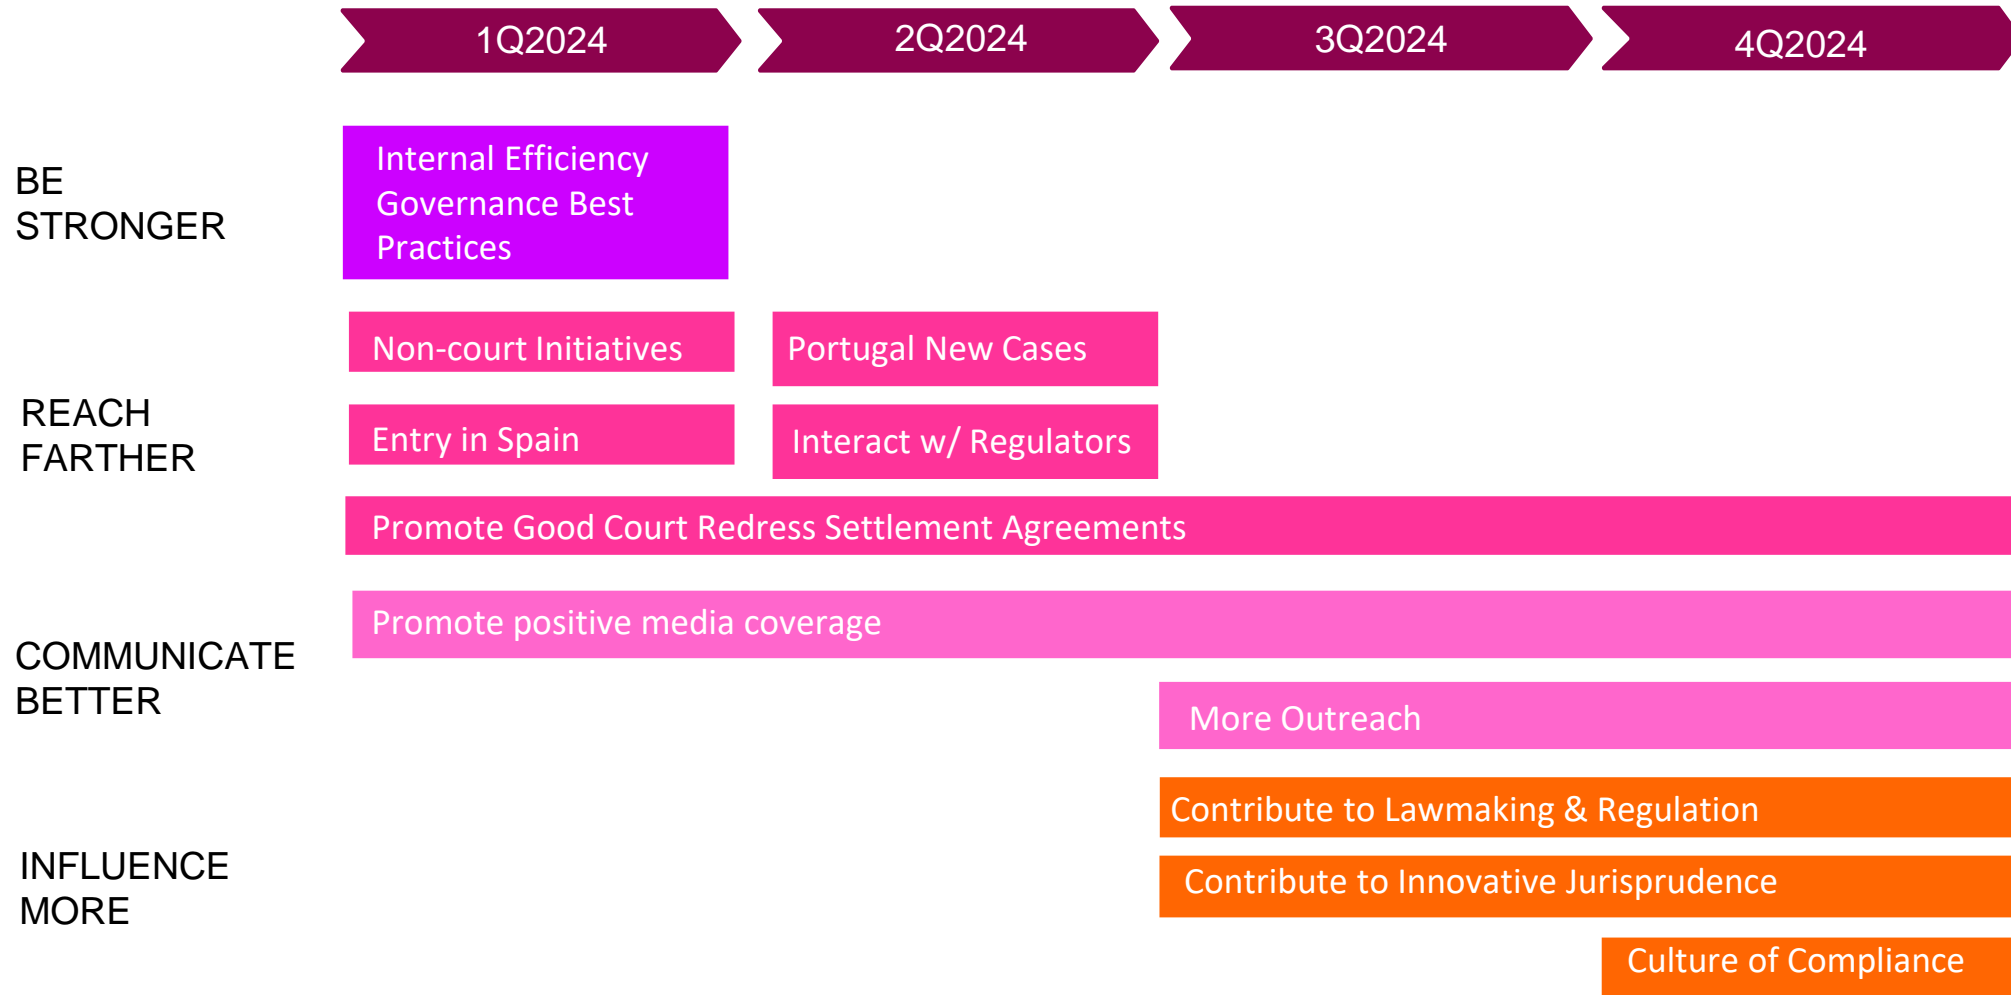 1Q2024
2Q2024
3Q2024
4Q2024
BE
STRONGER
Internal Efficiency
Governance Best
Practices
REACH
FARTHER
Non-court Initiatives
Portugal New Cases
Entry in Spain
Interact w/ Regulators
Promote Good Court Redress Settlement Agreements
COMMUNICATE
BETTER
Promote positive media coverage
More Outreach
INFLUENCE
MORE
Contribute to Lawmaking & Regulation
Contribute to Innovative Jurisprudence
Culture of Compliance